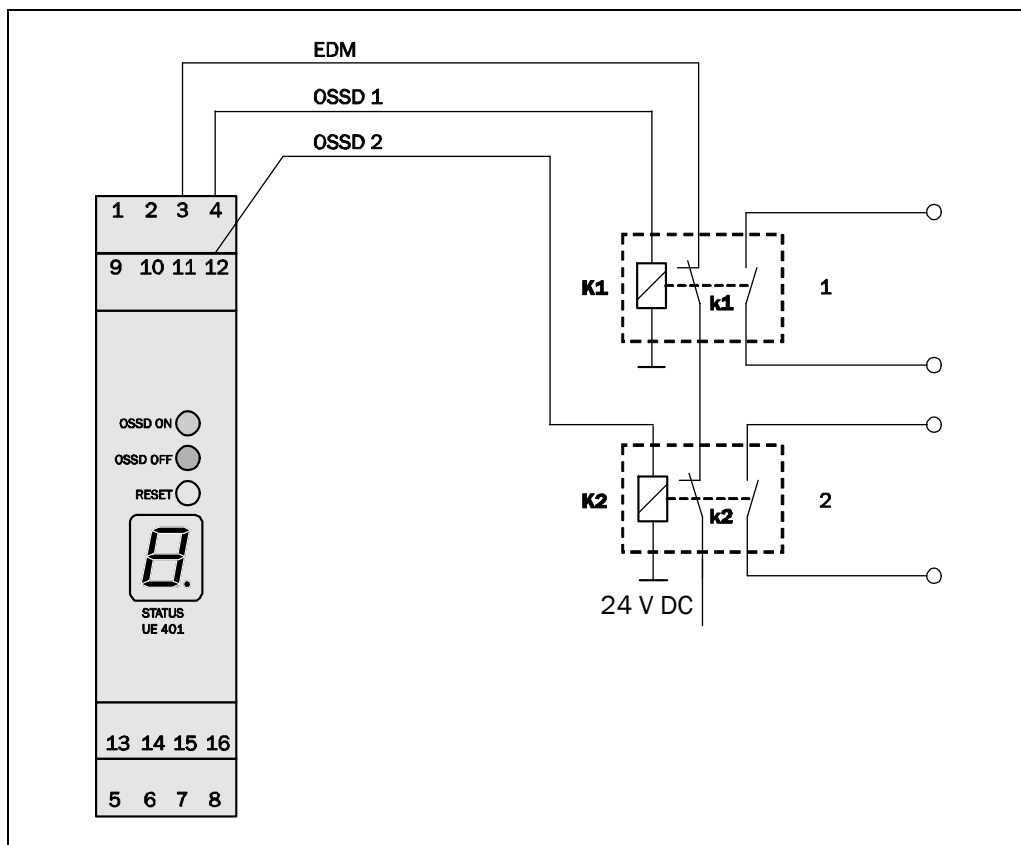 EDM
OSSD 1
OSSD 2
1 2 3 4
9 10 11 12
K1 k1 1
OSSD ON
OSSD OFF
RESET
8.
STATUS
UE 401
K2 k2 2
24 V DC
13 14 15 16
5 6 7 8